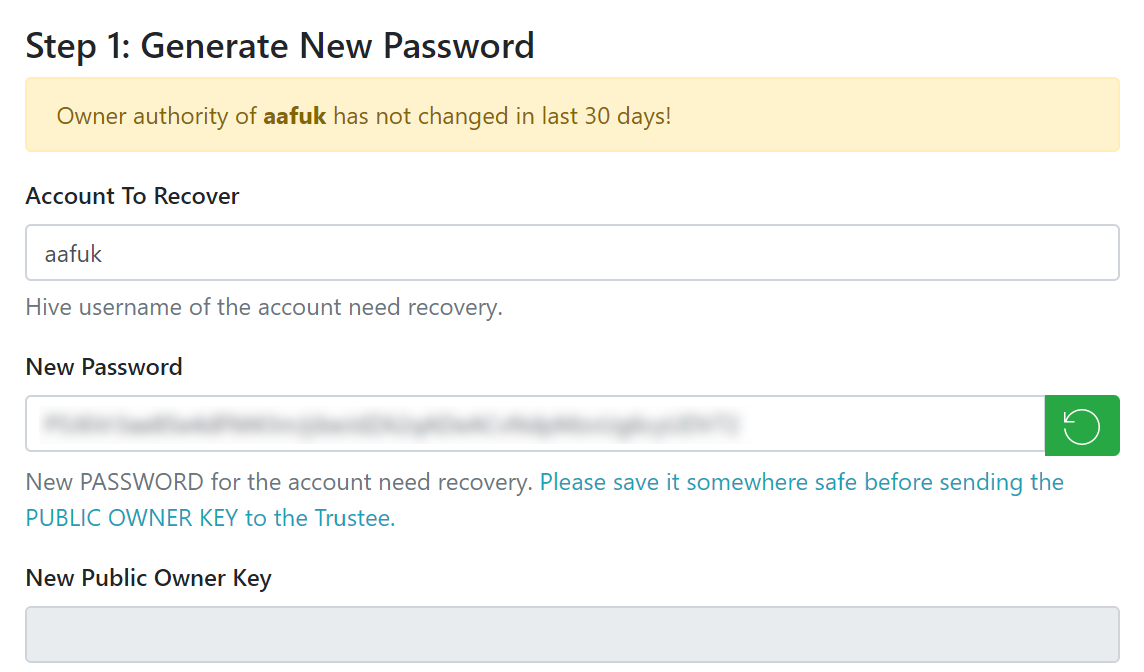 Step 1: Generate New Password
Owner authority of aafuk has not changed in last 30 days!
Account To Recover
aafuk
Hive username of the account need recovery.
New Password
New PASSWORD for the account need recovery. Please save it somewhere safe before sending the
PUBLIC OWNER KEY to the Trustee.
New Public Owner Key